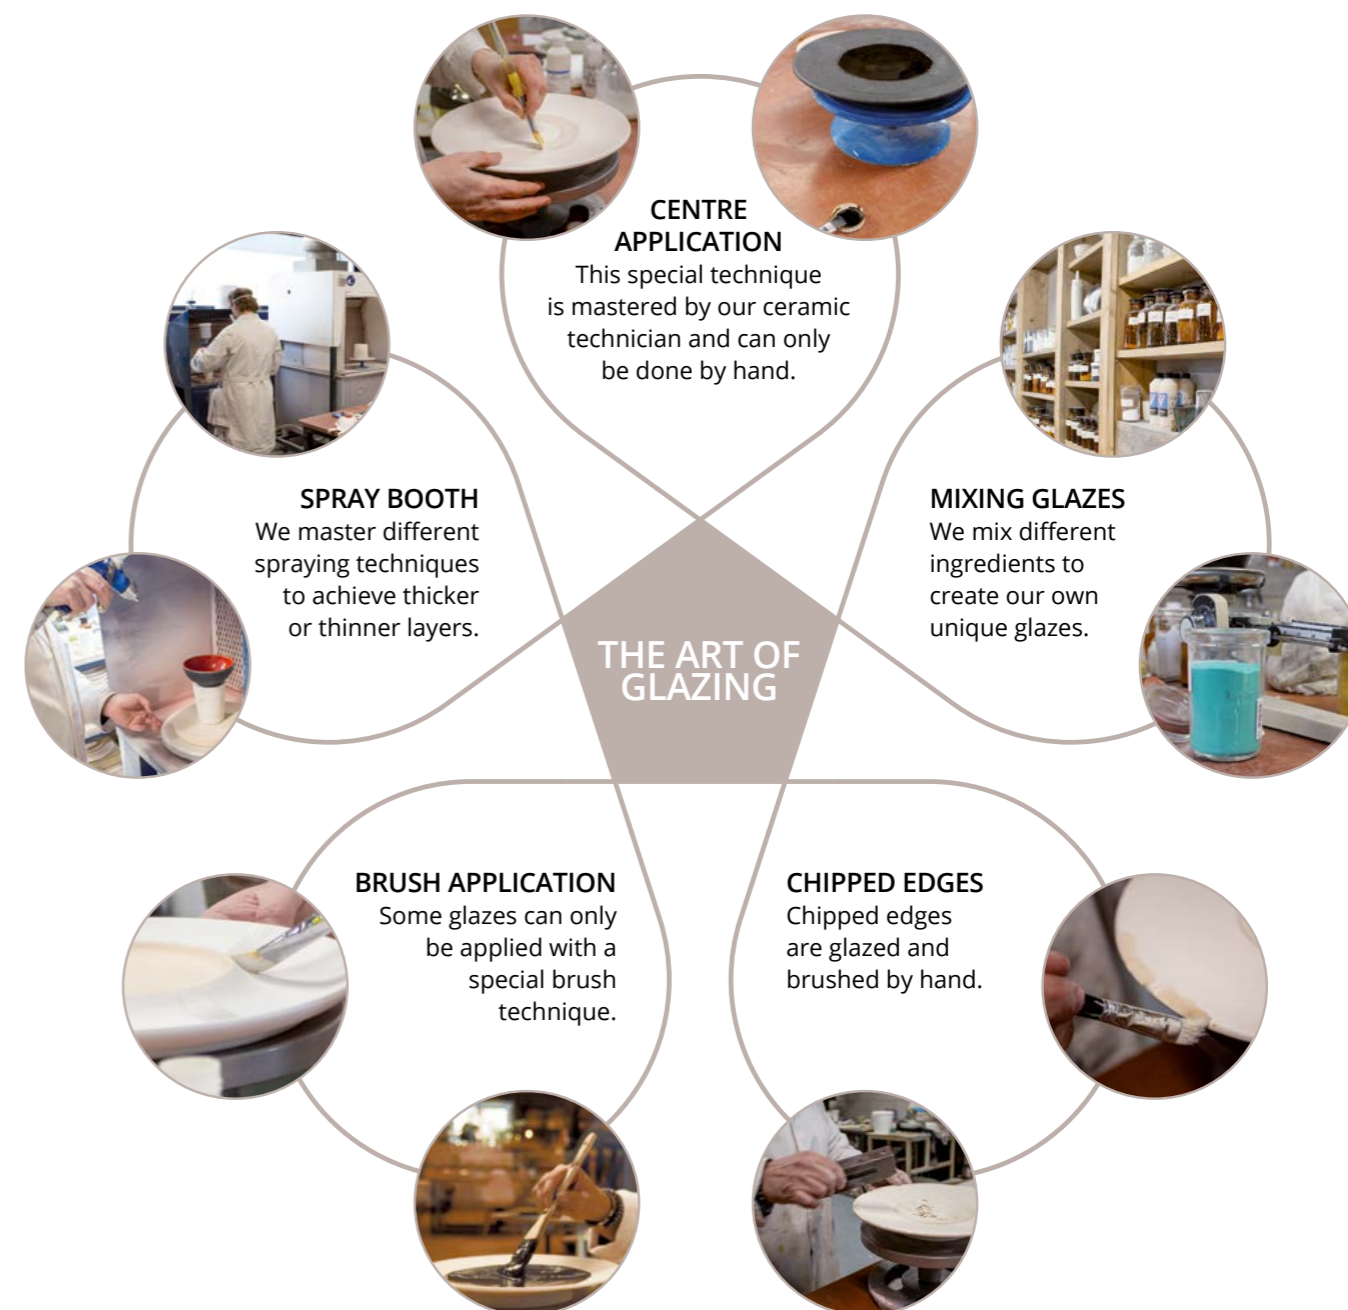 CENTRE
APPLICATION
This special technique
is mastered by our ceramic
technician and can only
be done by hand.
SPRAY BOOTH
We master different
spraying techniques
to achieve thicker
or thinner layers.
MIXING GLAZES
We mix different
ingredients to
create our own
unique glazes.
THE ART OF
GLAZING
BRUSH APPLICATION
Some glazes can only
be applied with a
special brush
technique.
CHIPPED EDGES
Chipped edges
are glazed and
brushed by hand.